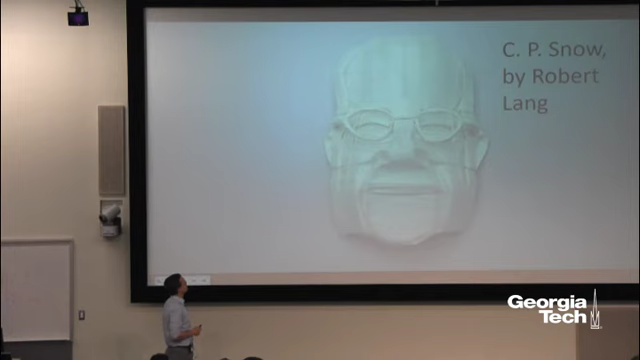 C. P. Snow,
by Robert
Lang
Georgia
Tech